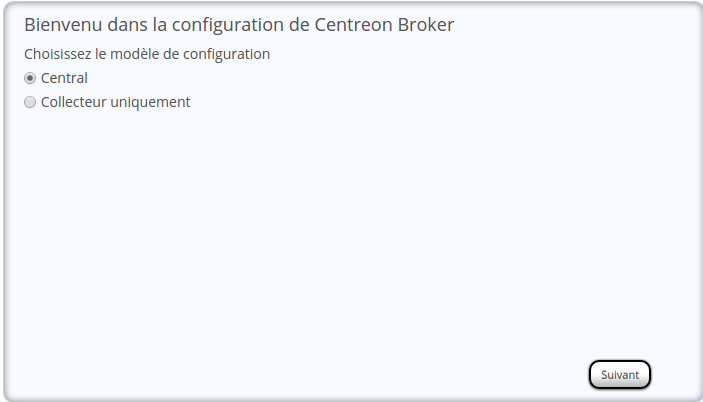 Bienvenu dans la configuration de Centreon Broker
Choisissez le modèle de configuration
Central
Collecteur uniquement
Suivant